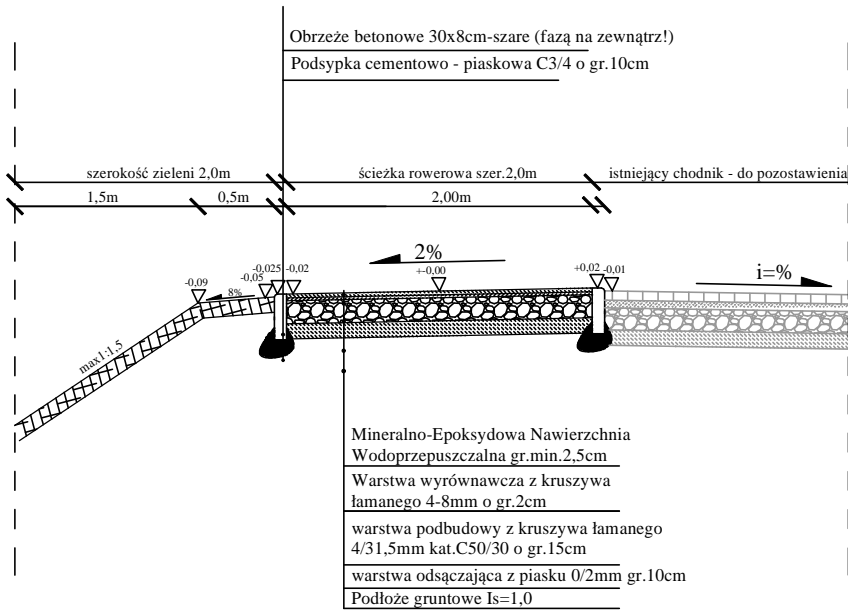 Obrzeże betonowe 30x8cm-szare (fazą na zewnątrz!)
Podsypka cementowo - piaskowa C3/4 o gr.10cm
szerokość zieleni 2,0m
ścieżka rowerowa szer.2,0m
istniejący chodnik - do pozostawienia
1,5m
0,5m
2,00m
-0,09
-0,05
-0,025
-0,02
+-0,00
+0,02
-0,01
8%
2%
i=%
max1:1,5
Mineralno-Epoksydowa Nawierzchnia
Wodoprzepuszczalna gr.min.2,5cm
Warstwa wyrównawcza z kruszywa
łamanego 4-8mm o gr.2cm
warstwa podbudowy z kruszywa łamanego
4/31,5mm kat.C50/30 o gr.15cm
warstwa odsączająca z piasku 0/2mm gr.10cm
Podłoże gruntowe Is=1,0